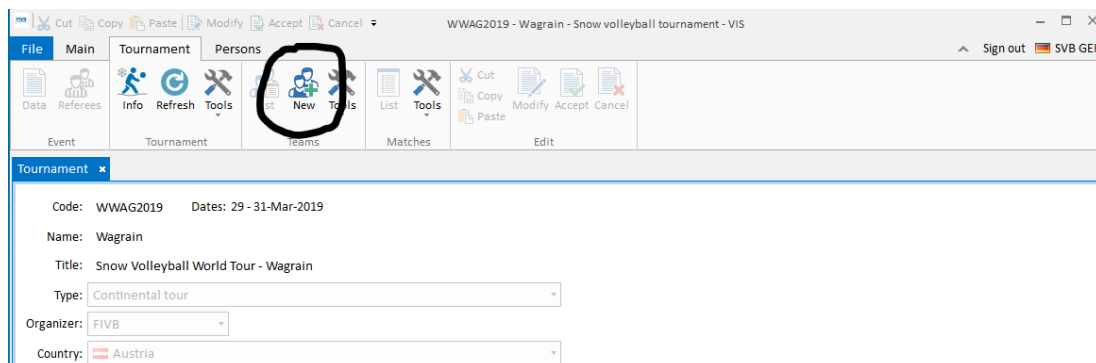 Cut Copy Paste Modify Accept Cancel WWAG2019 - Wagrain - Snow volleyball tournament - VIS
File Main Tournament Persons Sign out SVB GE
Cut
Copy
Paste
Data Referees Info Refresh Tools New Tools List Tools Modify Accept Cancel
Event Tournament Teams Matches Edit
Tournament
Code: WWAG2019 Dates: 29 - 31-Mar-2019
Name: Wagrain
Title: Snow Volleyball World Tour - Wagrain
Type: Continental tour
Organizer: FIVB
Country: Austria